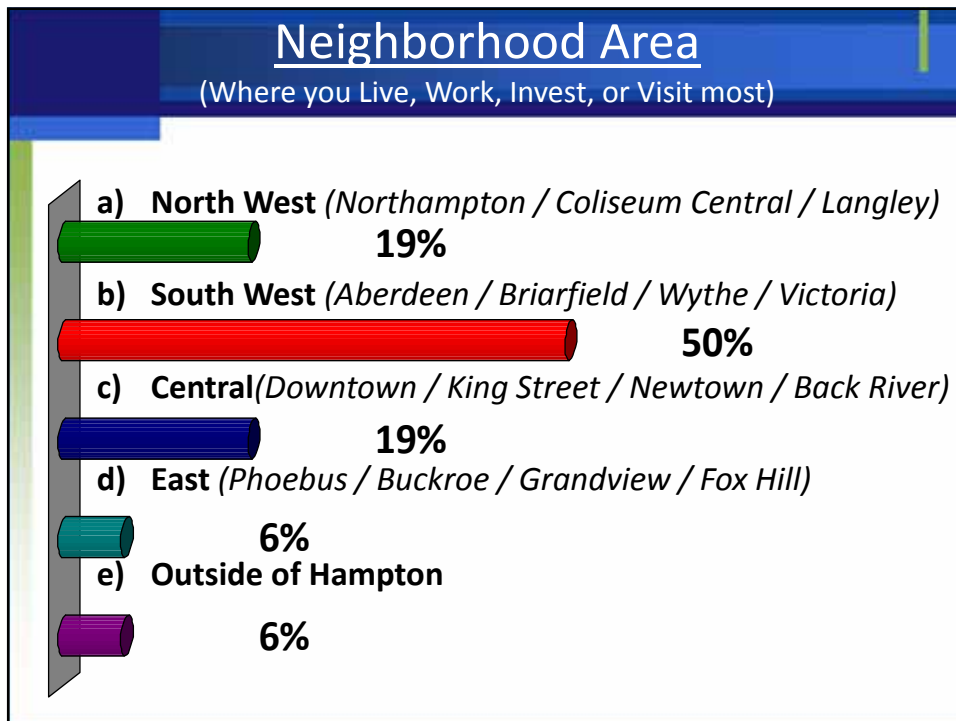 Neighborhood Area
(Where you Live, Work, Invest, or Visit most)
a) North West (Northampton / Coliseum Central / Langley)
19%
b) South West (Aberdeen / Briarfield / Wythe / Victoria)
50%
c) Central(Downtown / King Street / Newtown / Back River)
19%
d) East (Phoebus / Buckroe / Grandview / Fox Hill)
6%
e) Outside of Hampton
6%